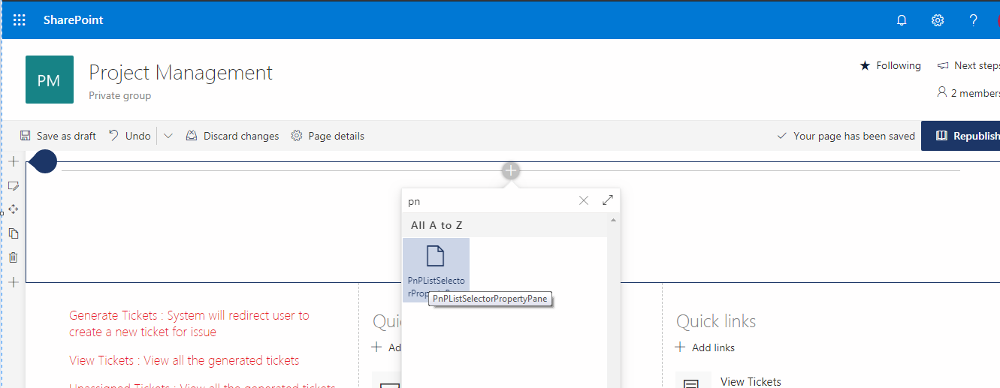 SharePoint
PM
Project Management
Private group
Following
Next steps
2 members
Save as draft
Undo
Discard changes
Page details
Your page has been saved
Republish
pn
All A to Z
PnPListSelecto
PnPListSelectorPropertyPane
Generate Tickets : System will redirect user to
create a new ticket for issue
View Tickets : View all the generated tickets
Unassigned Tickets : View all the generated tickets
Quick links
Add links
View Tickets